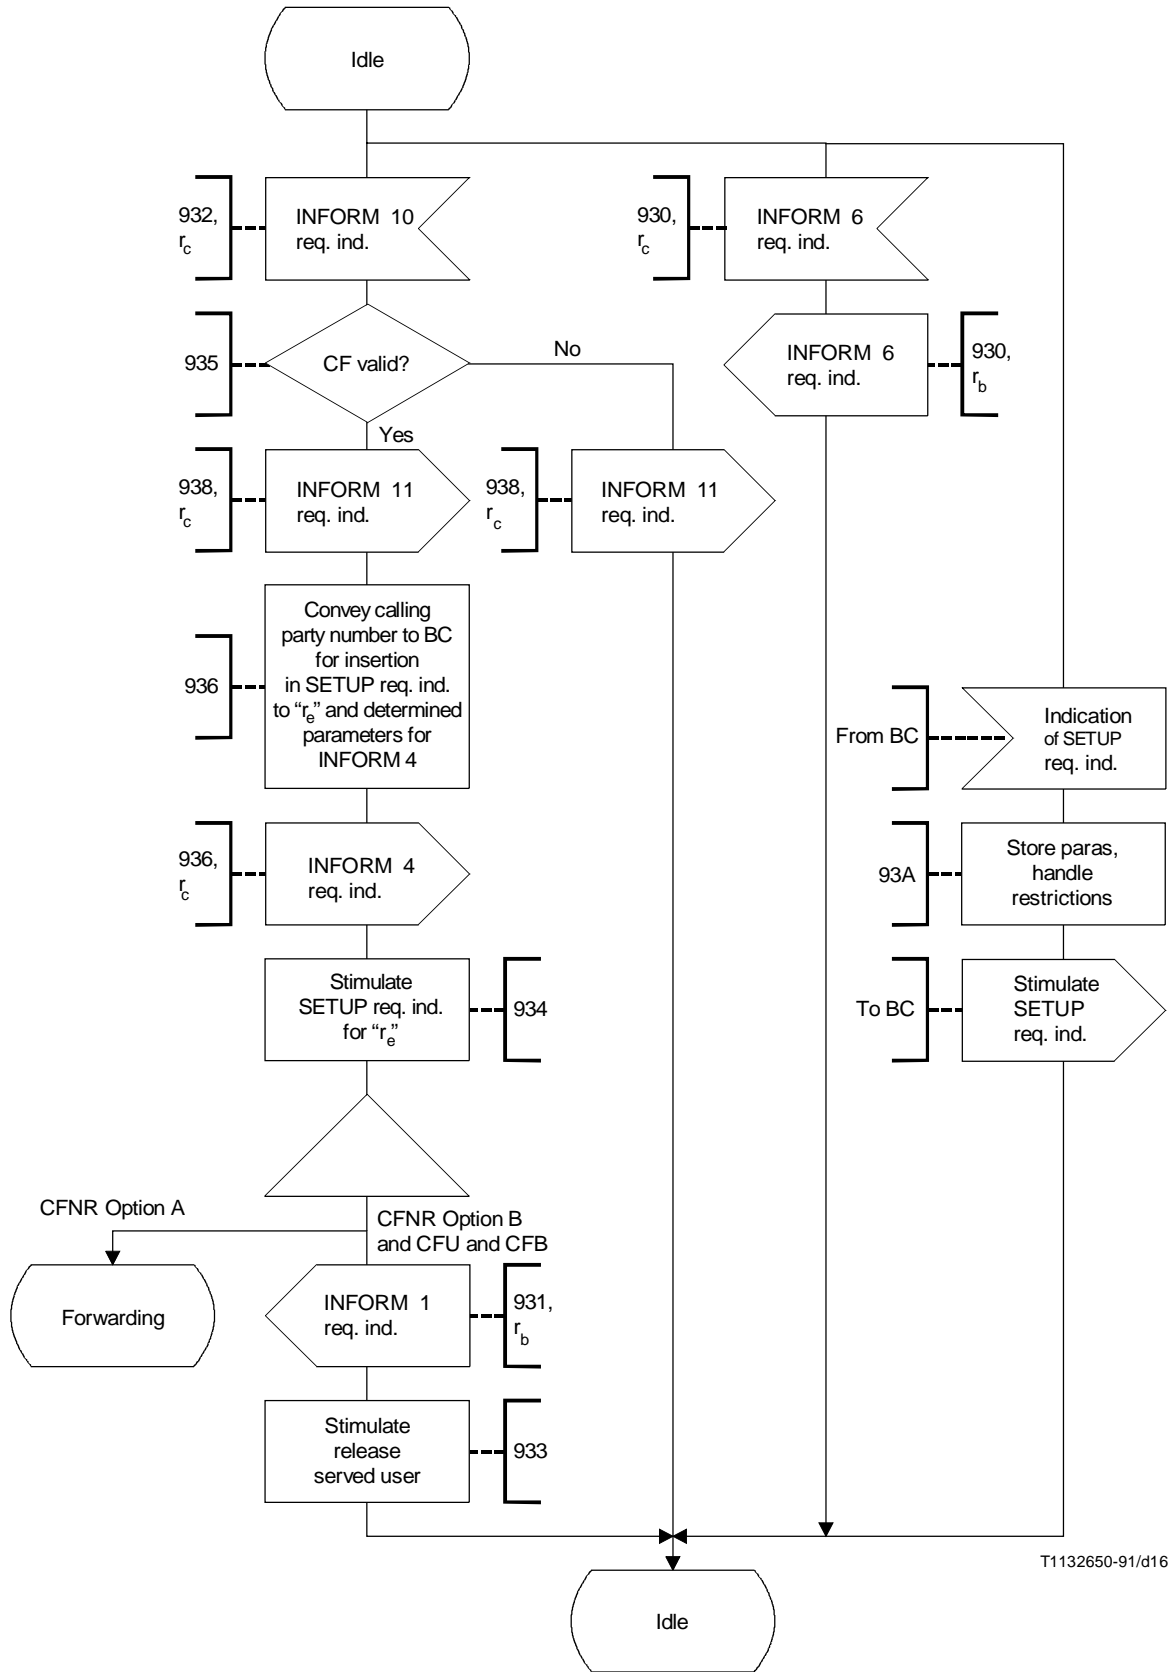 Idle
932,
rc
INFORM 10
req. ind.
930,
rc
INFORM 6
req. ind.
935
CF valid?
No
Yes
INFORM 6
req. ind.
930,
rb
938,
rc
INFORM 11
req. ind.
938,
rc
INFORM 11
req. ind.
936
Convey calling
party number to BC
for insertion
in SETUP req. ind.
to “re” and determined
parameters for
INFORM 4
From BC
Indication
of SETUP
req. ind.
936,
rc
INFORM 4
req. ind.
93A
Store paras,
handle
restrictions
Stimulate
SETUP req. ind.
for “re”
934
To BC
Stimulate
SETUP
req. ind.
CFNR Option A
CFNR Option B
and CFU and CFB
Forwarding
INFORM 1
req. ind.
931,
rb
Stimulate
release
served user
933
T1132650-91/d16
Idle